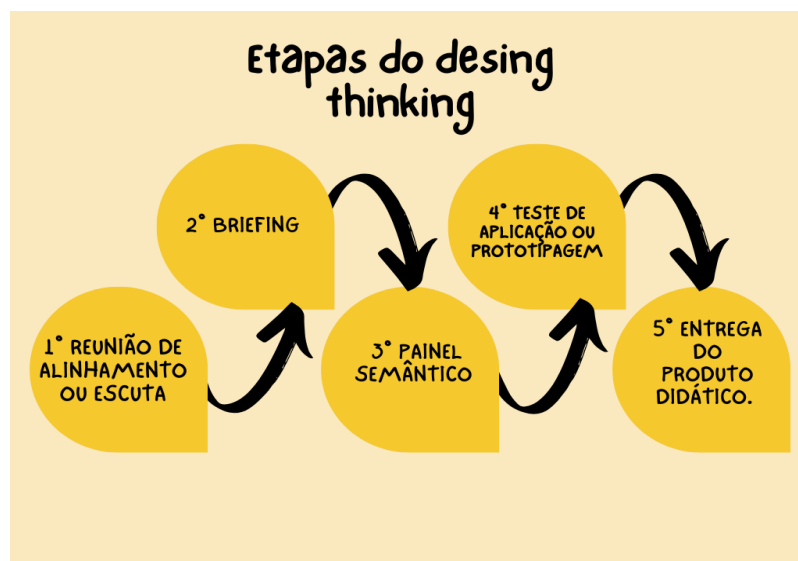 Etapas do desing
thinking
1° REUNIÃO DE
ALINHAMENTO
OU ESCUTA
2° BRIEFING
3° PAINEL
SEMÂNTICO
4° TESTE DE
APLICAÇÃO OU
PROTOTIPAGEM
5° ENTREGA
DO
PRODUTO
DIDÁTICO.